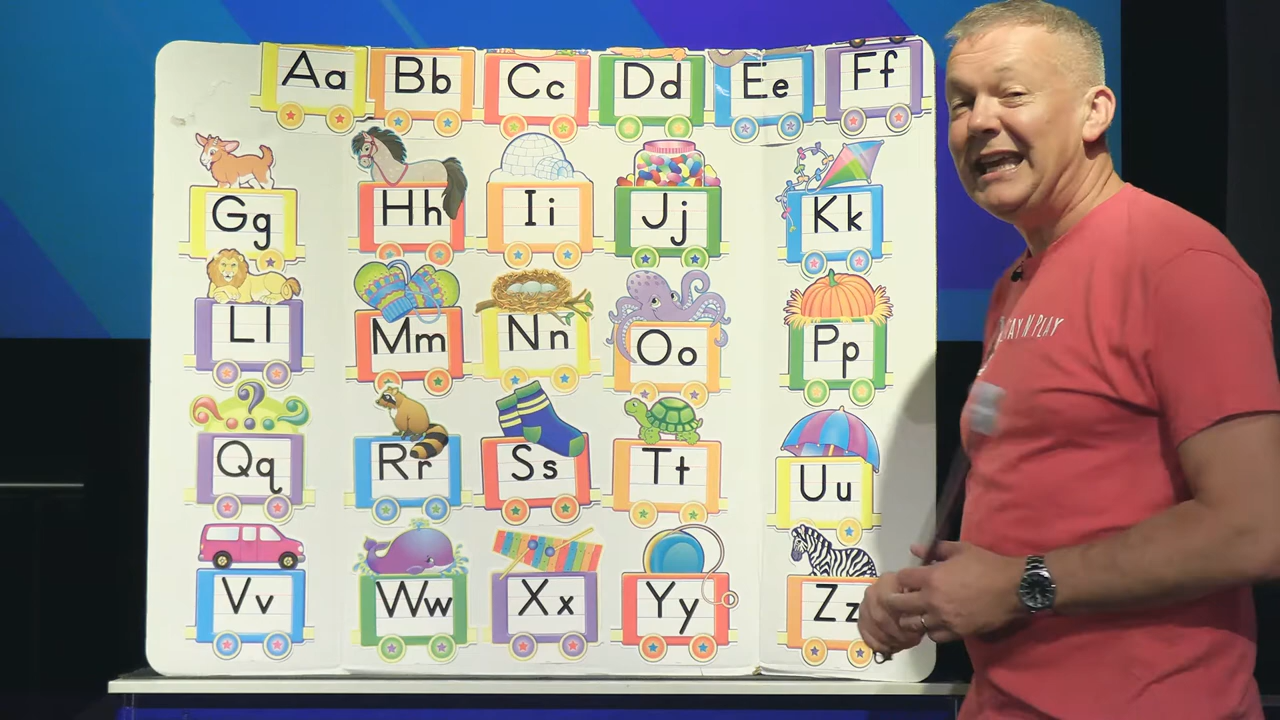 Aa Bb Cc Dd Ee Ff
Gg Hh Ii Jj Kk
Ll Mm Nn Oo Pp
Qq Rr Ss Tt Uu
Vv Ww Xx Yy Zz
N PLAY